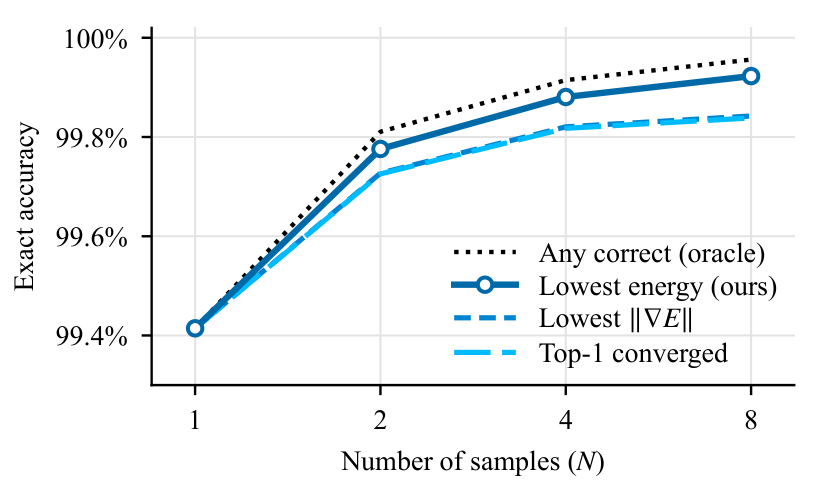 100%
99.8%
99.6%
99.4%
Exact accuracy
Any correct (oracle)
Lowest energy (ours)
Lowest ‖∇E‖
Top-1 converged
1 2 4 8
Number of samples (N)